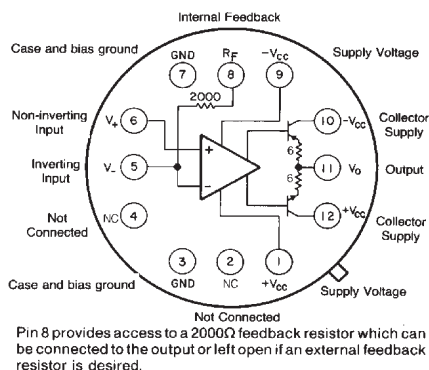 Internal Feedback
Case and bias ground
Supply Voltage
GND
RF
-Vcc
7
8
9
2000
Non-inverting
Input
V+
6
10
-Vcc
Collector
Supply
+
6
Inverting
Input
V-
5
11
Vo
Output
-
6
Not
Connected
NC
4
12
+Vcc
Collector
Supply
3
2
1
Case and bias ground
GND
NC
+Vcc
Supply Voltage
Not Connected
Pin 8 provides access to a 2000Ω feedback resistor which can
be connected to the output or left open if an external feedback
resistor is desired.